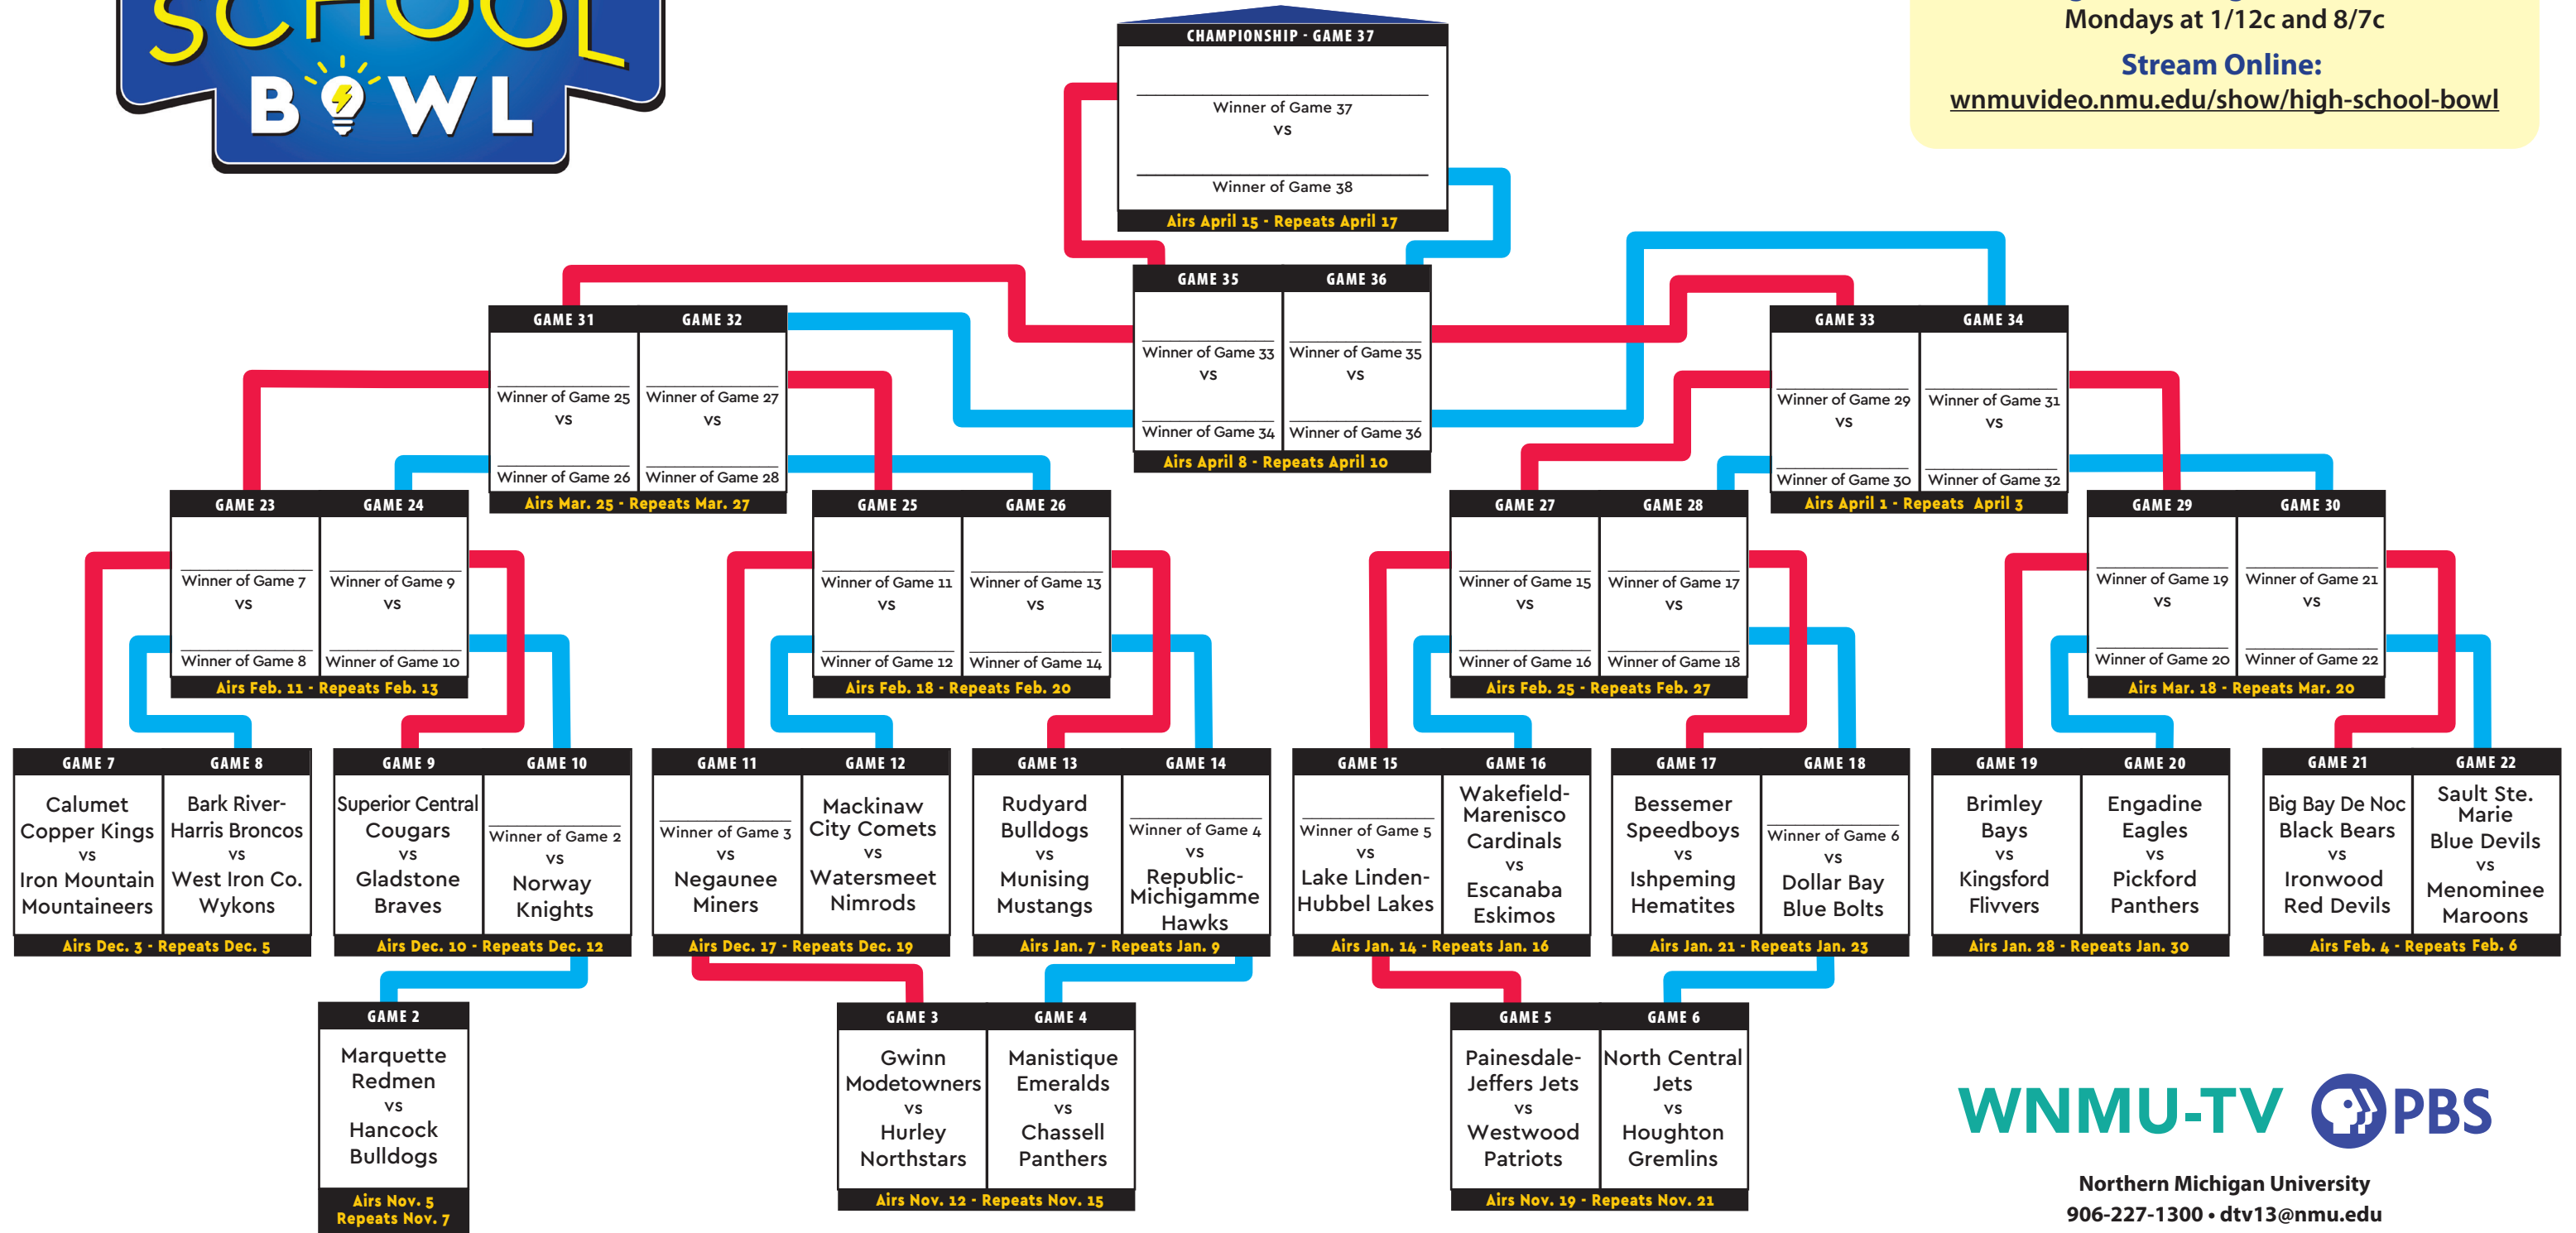 SCHOOL
BOWL
Mondays at 1/12c and 8/7c
Stream Online:
wnmuvideo.nmu.edu/show/high-school-bowl
CHAMPIONSHIP - GAME 37
Winner of Game 37
vs
Winner of Game 38
Airs April 15 - Repeats April 17
GAME 35
Winner of Game 33
vs
Winner of Game 34
GAME 36
Winner of Game 35
vs
Winner of Game 36
Airs April 8 - Repeats April 10
GAME 31
Winner of Game 25
vs
Winner of Game 26
GAME 32
Winner of Game 27
vs
Winner of Game 28
Airs Mar. 25 - Repeats Mar. 27
GAME 33
Winner of Game 29
vs
Winner of Game 30
GAME 34
Winner of Game 31
vs
Winner of Game 32
Airs April 1 - Repeats April 3
GAME 23
Winner of Game 7
vs
Winner of Game 8
GAME 24
Winner of Game 9
vs
Winner of Game 10
Airs Feb. 11 - Repeats Feb. 13
GAME 25
Winner of Game 11
vs
Winner of Game 12
GAME 26
Winner of Game 13
vs
Winner of Game 14
Airs Feb. 18 - Repeats Feb. 20
GAME 27
Winner of Game 15
vs
Winner of Game 16
GAME 28
Winner of Game 17
vs
Winner of Game 18
Airs Feb. 25 - Repeats Feb. 27
GAME 29
Winner of Game 19
vs
Winner of Game 20
GAME 30
Winner of Game 21
vs
Winner of Game 22
Airs Mar. 18 - Repeats Mar. 20
GAME 7
Calumet
Copper Kings
vs
Iron Mountain
Mountaineers
GAME 8
Bark River-
Harris Broncos
vs
West Iron Co.
Wykons
Airs Dec. 3 - Repeats Dec. 5
GAME 9
Superior Central
Cougars
vs
Gladstone
Braves
GAME 10
Winner of Game 2
vs
Norway
Knights
Airs Dec. 10 - Repeats Dec. 12
GAME 11
Winner of Game 3
vs
Negaunee
Miners
GAME 12
Mackinaw
City Comets
vs
Watersmeet
Nimrods
Airs Dec. 17 - Repeats Dec. 19
GAME 13
Rudyard
Bulldogs
vs
Munising
Mustangs
GAME 14
Winner of Game 4
vs
Republic-
Michigamme
Hawks
Airs Jan. 7 - Repeats Jan. 9
GAME 15
Winner of Game 5
vs
Lake Linden-
Hubbel Lakes
GAME 16
Wakefield-
Marenisco
Cardinals
vs
Escanaba
Eskimos
Airs Jan. 14 - Repeats Jan. 16
GAME 17
Bessemer
Speedboys
vs
Ishpeming
Hematites
GAME 18
Winner of Game 6
vs
Dollar Bay
Blue Bolts
Airs Jan. 21 - Repeats Jan. 23
GAME 19
Brimley
Bays
vs
Kingsford
Flivvers
GAME 20
Engadine
Eagles
vs
Pickford
Panthers
Airs Jan. 28 - Repeats Jan. 30
GAME 21
Big Bay De Noc
Black Bears
vs
Ironwood
Red Devils
GAME 22
Sault Ste.
Marie
Blue Devils
vs
Menominee
Maroons
Airs Feb. 4 - Repeats Feb. 6
GAME 2
Marquette
Redmen
vs
Hancock
Bulldogs
Airs Nov. 5
Repeats Nov. 7
GAME 3
Gwinn
Modetowners
vs
Hurley
Northstars
GAME 4
Manistique
Emeralds
vs
Chassell
Panthers
Airs Nov. 12 - Repeats Nov. 15
GAME 5
Painesdale-
Jeffers Jets
vs
Westwood
Patriots
GAME 6
North Central
Jets
vs
Houghton
Gremlins
Airs Nov. 19 - Repeats Nov. 21
WNMU-TV PBS
Northern Michigan University
906-227-1300 • dtv13@nmu.edu